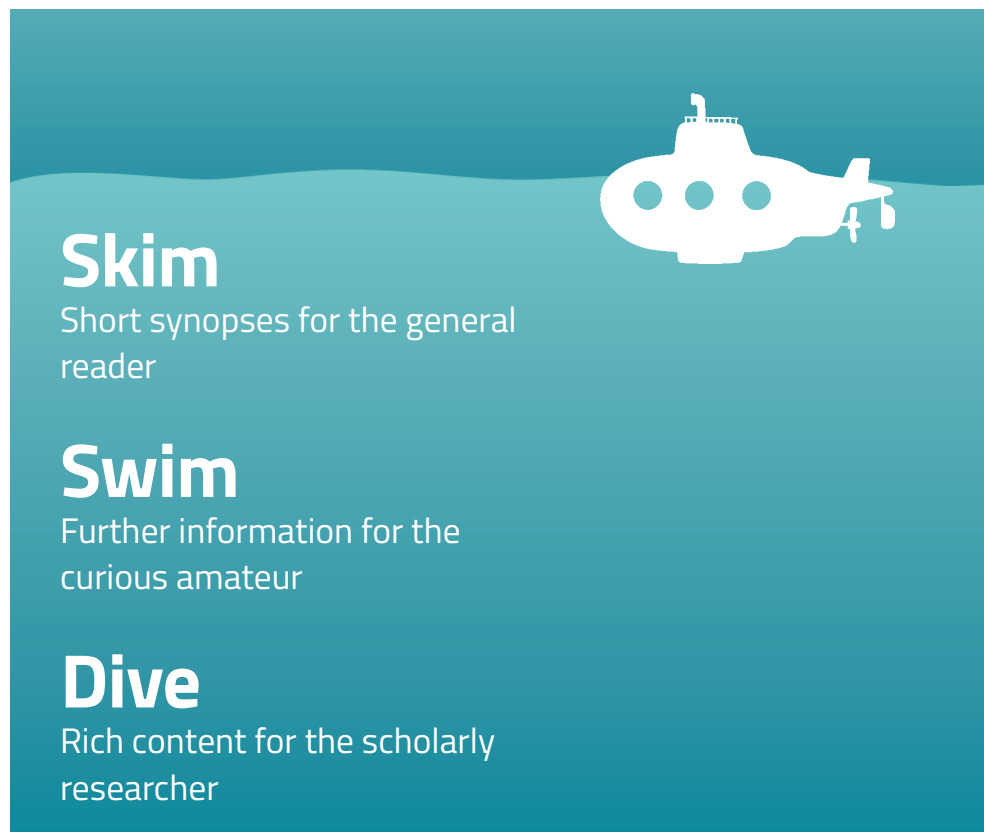 Skim
Short synopses for the general
reader
Swim
Further information for the
curious amateur
Dive
Rich content for the scholarly
researcher